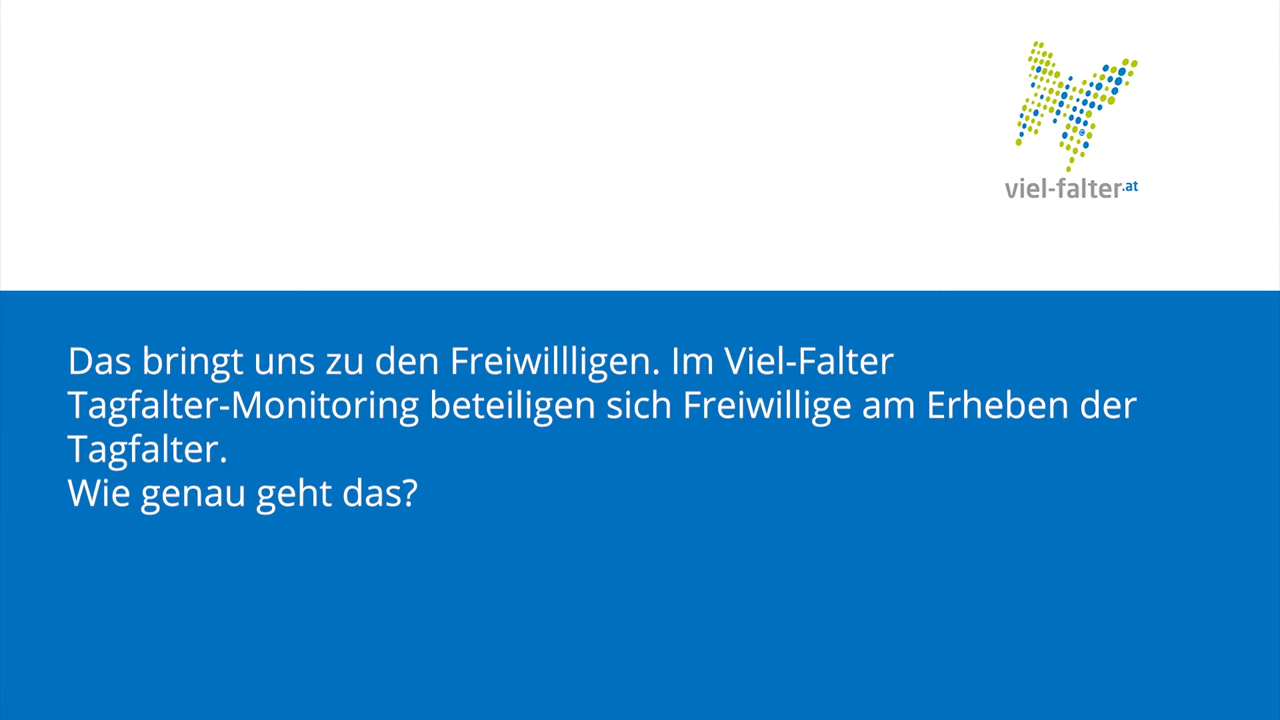 viel-falter.at
Das bringt uns zu den Freiwillligen. Im Viel-Falter
Tagfalter-Monitoring beteiligen sich Freiwillige am Erheben der
Tagfalter.
Wie genau geht das?